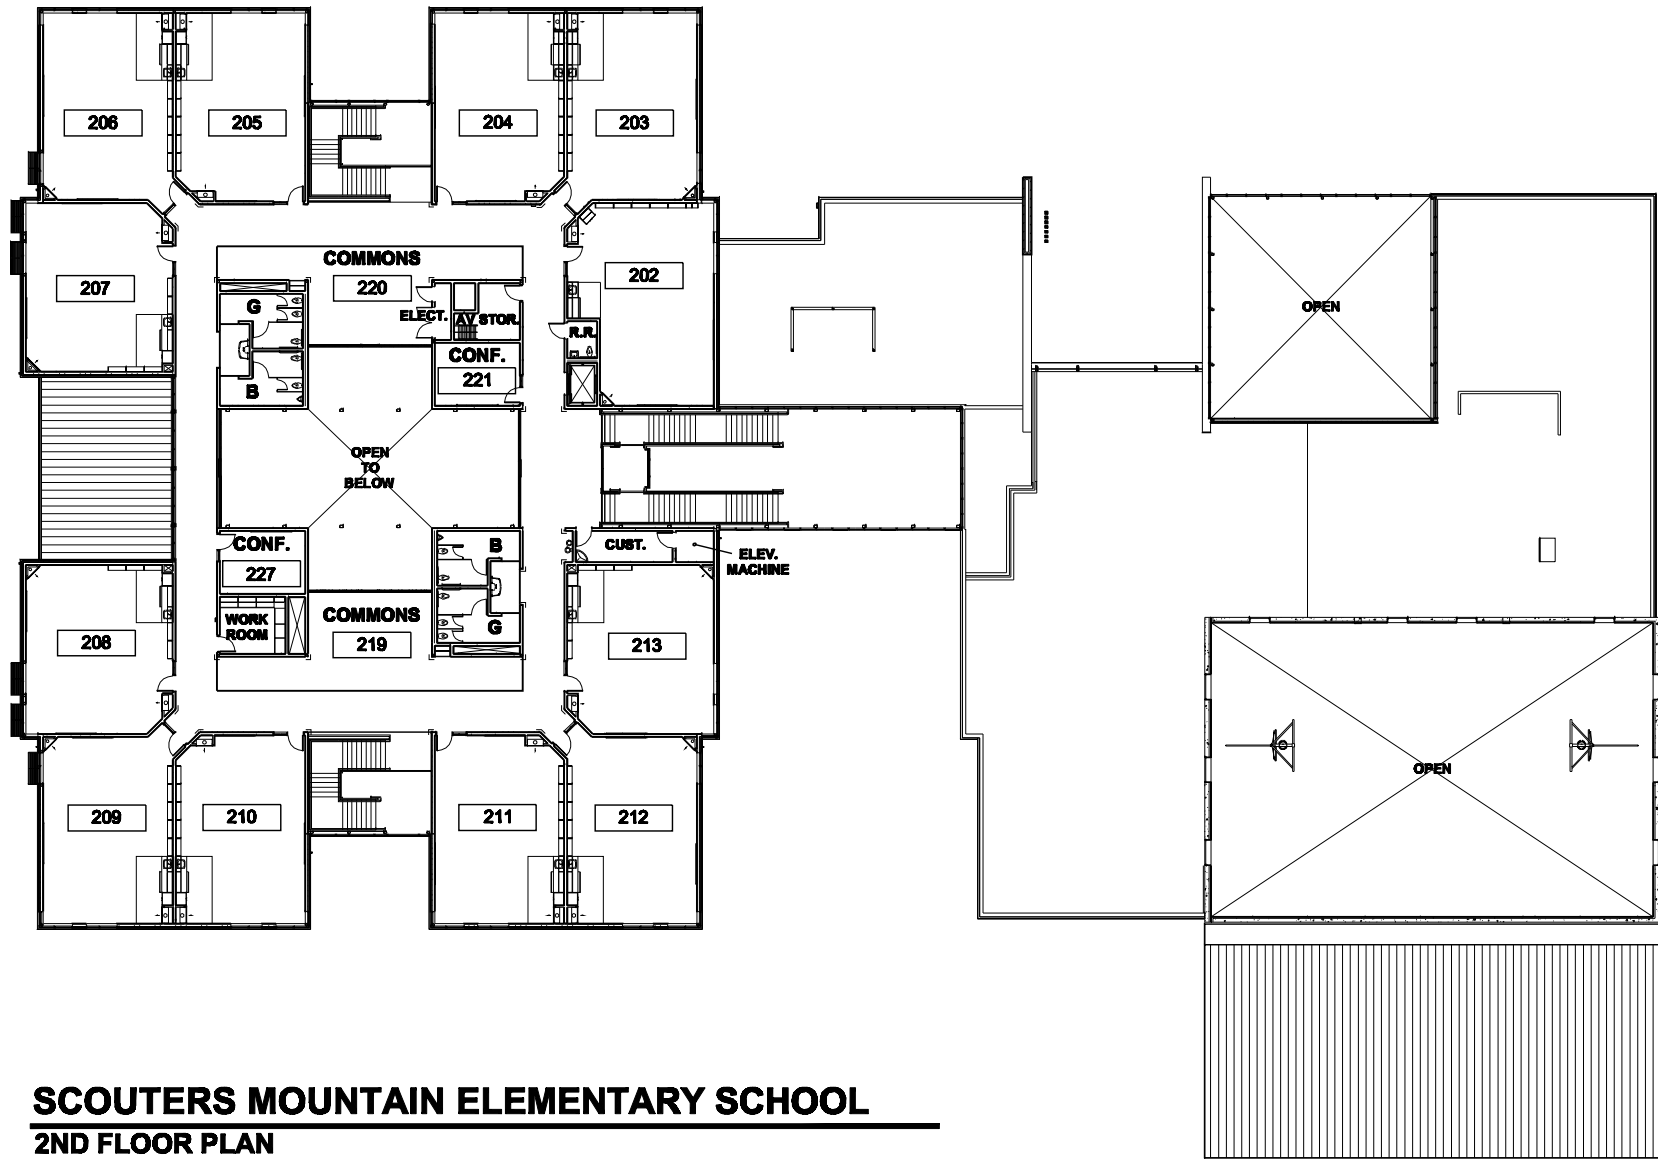 206
205
204
203
COMMONS
207
220
202
OPEN
G
ELECT.
AV STOR.
R.R.
CONF.
221
B
OPEN
TO
BELOW
CONF.
227
B
CUST.
ELEV.
MACHINE
WORK
ROOM
COMMONS
G
208
219
213
OPEN
209
210
211
212
SCOUTERS MOUNTAIN ELEMENTARY SCHOOL
2ND FLOOR PLAN